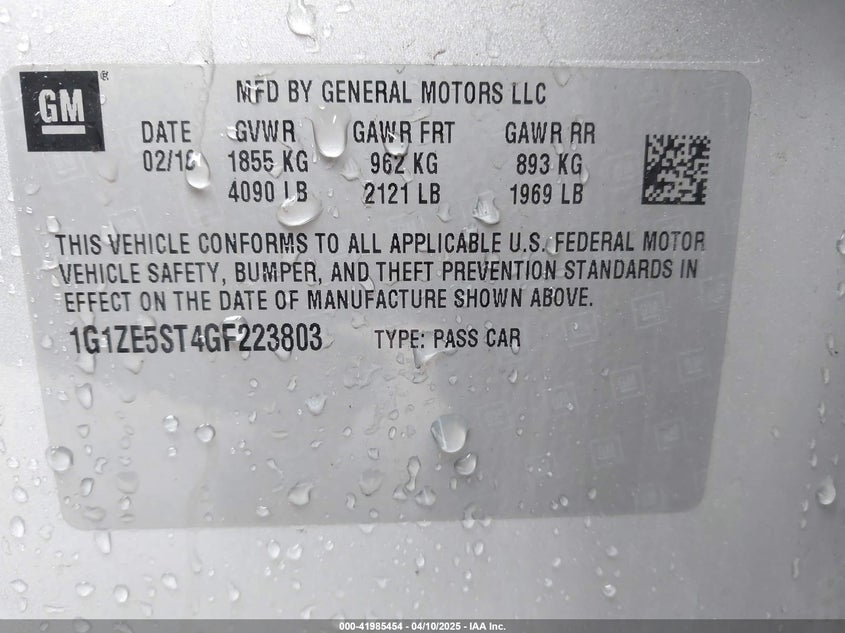 GM
MFD BY GENERAL MOTORS LLC
DATE GVWR GAWR FRT GAWR RR
1855 KG 962 KG 893 KG
4090 LB 2121 LB 1969 LB
THIS VEHICLE CONFORMS TO ALL APPLICABLE U.S. FEDERAL MOTOR
VEHICLE SAFETY, BUMPER, AND THEFT PREVENTION STANDARDS IN
EFFECT ON THE DATE OF MANUFACTURE SHOWN ABOVE.
1G1ZE5ST4GF223803 TYPE: PASS CAR
000-41985454 - 04/10/2025 - IAA Inc.